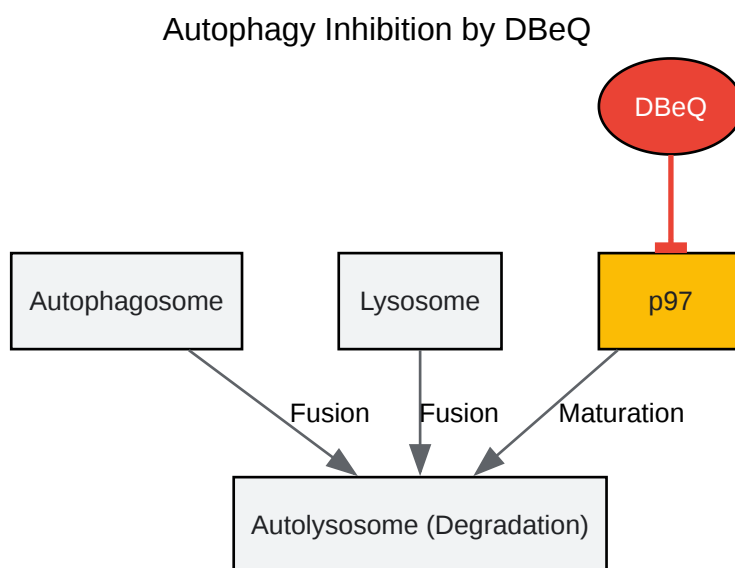 Autophagy Inhibition by DBeQ
DBeQ
Autophagosome
Lysosome
p97
Fusion
Fusion
Maturation
Autolysosome (Degradation)